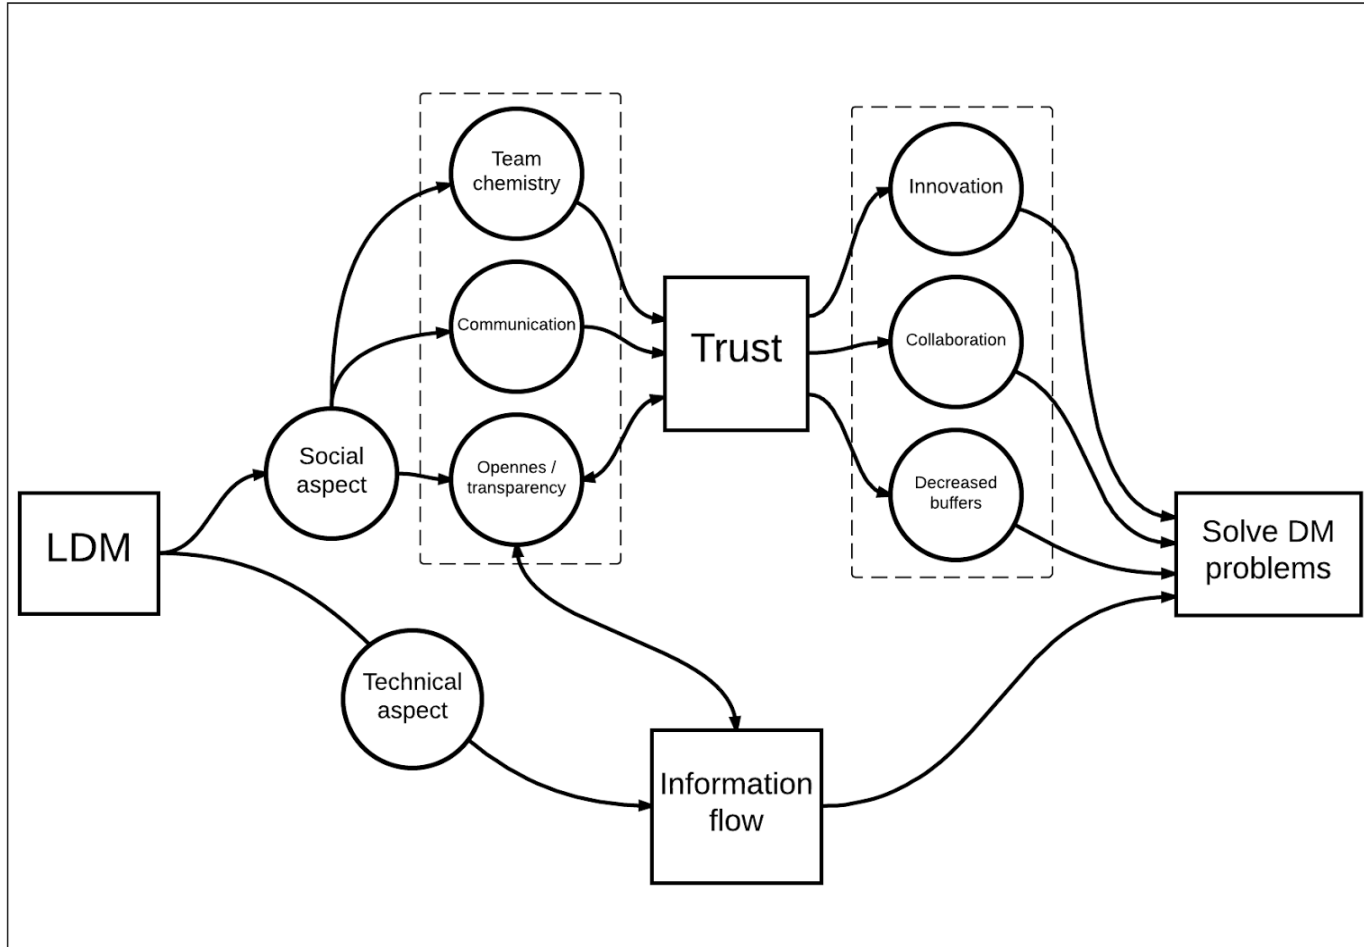 LDM
Social
aspect
Technical
aspect
Team
chemistry
Communication
Opennes /
transparency
Trust
Information
flow
Innovation
Collaboration
Decreased
buffers
Solve DM
problems